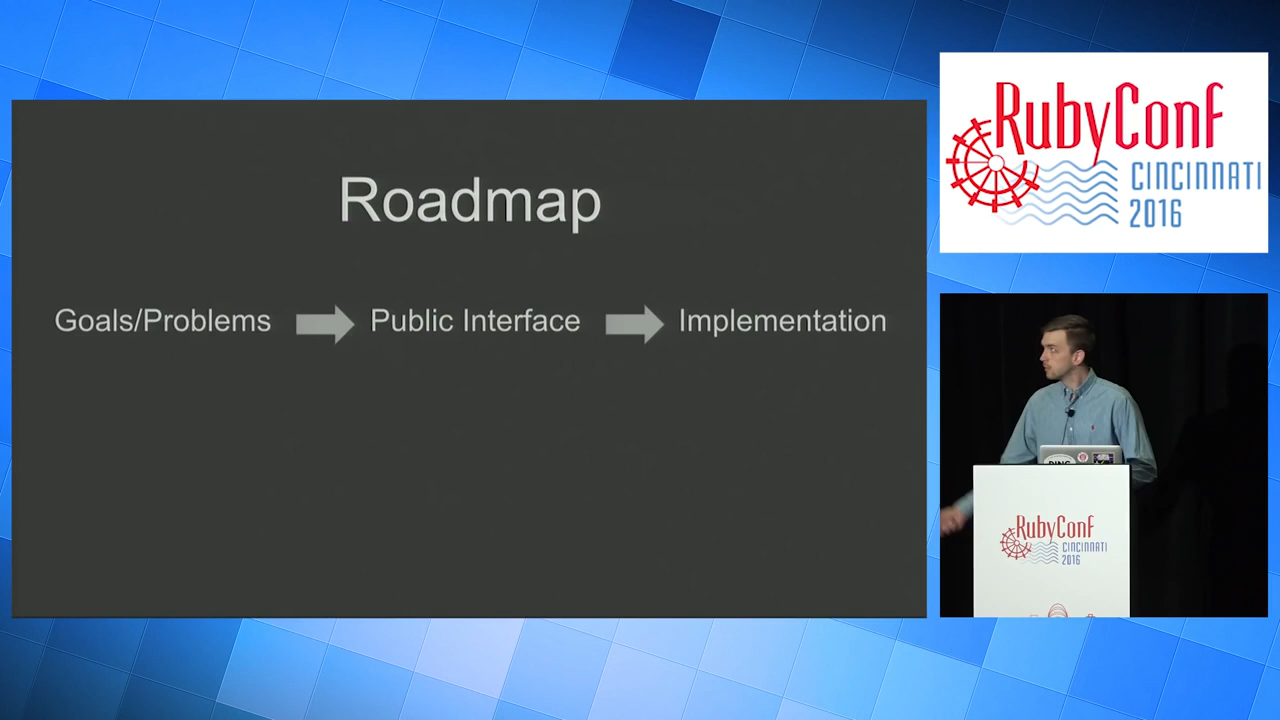 Roadmap
Goals/Problems Public Interface Implementation
RubyConf
CINCINNATI
2016
RubyConf
CINCINNATI
2016